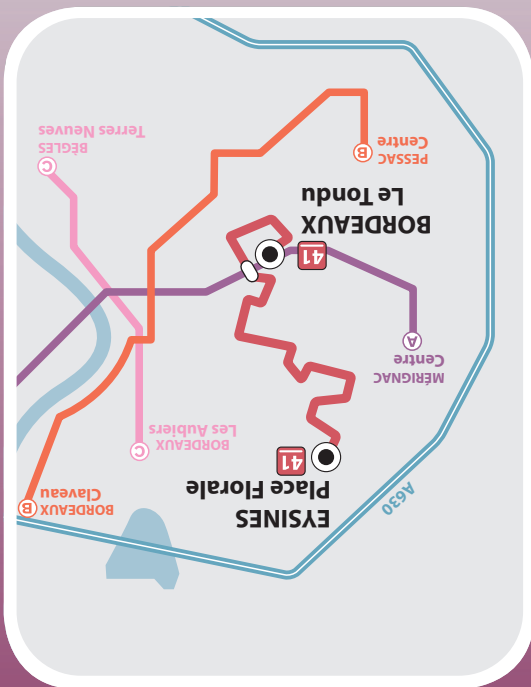 B
BORDEAUX
Claveau
A630
EYSINES
Place Florale
41
C
BORDEAUX
Les Aubiers
MÉRIGNAC
Centre
A
41
BORDEAUX
Le Tondu
C
BÈGLES
Terres Neuves
PESSAC
Centre
B